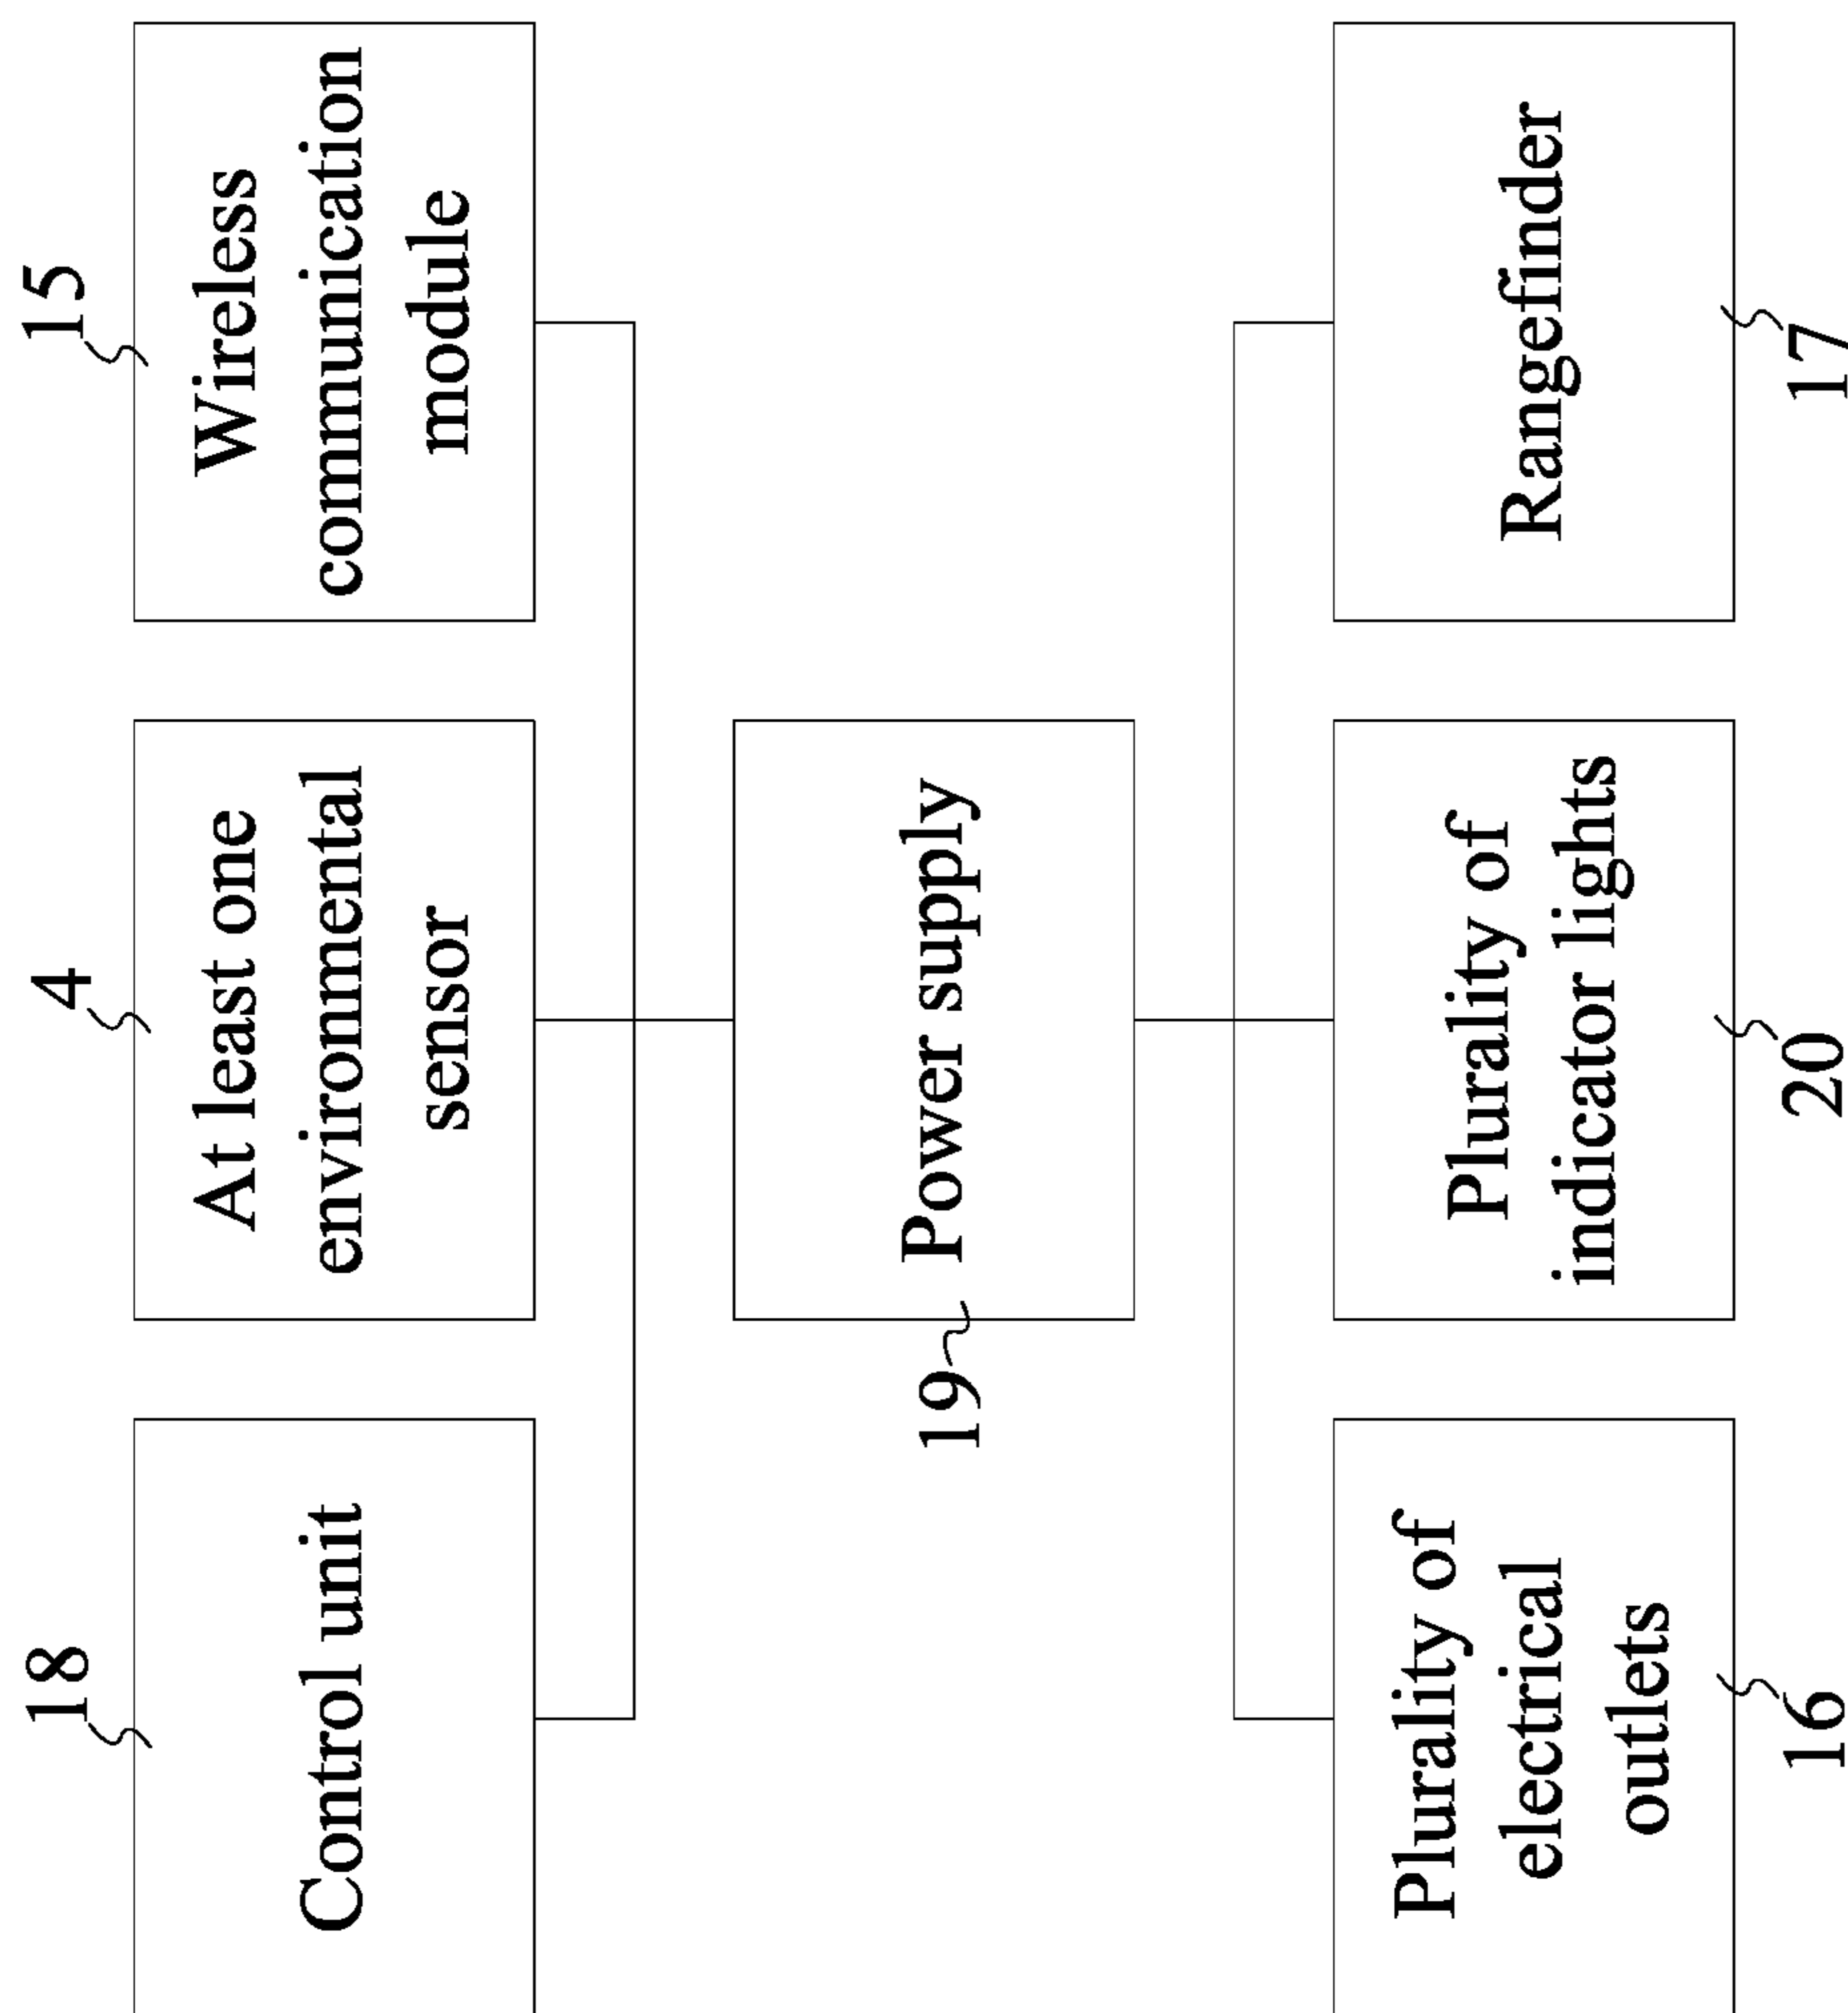 18
Control unit
4
At least one
environmental
sensor
15
Wireless
communication
module
19
Power supply
Plurality of
electrical
outlets
16
Plurality of
indicator lights
20
Rangefinder
17